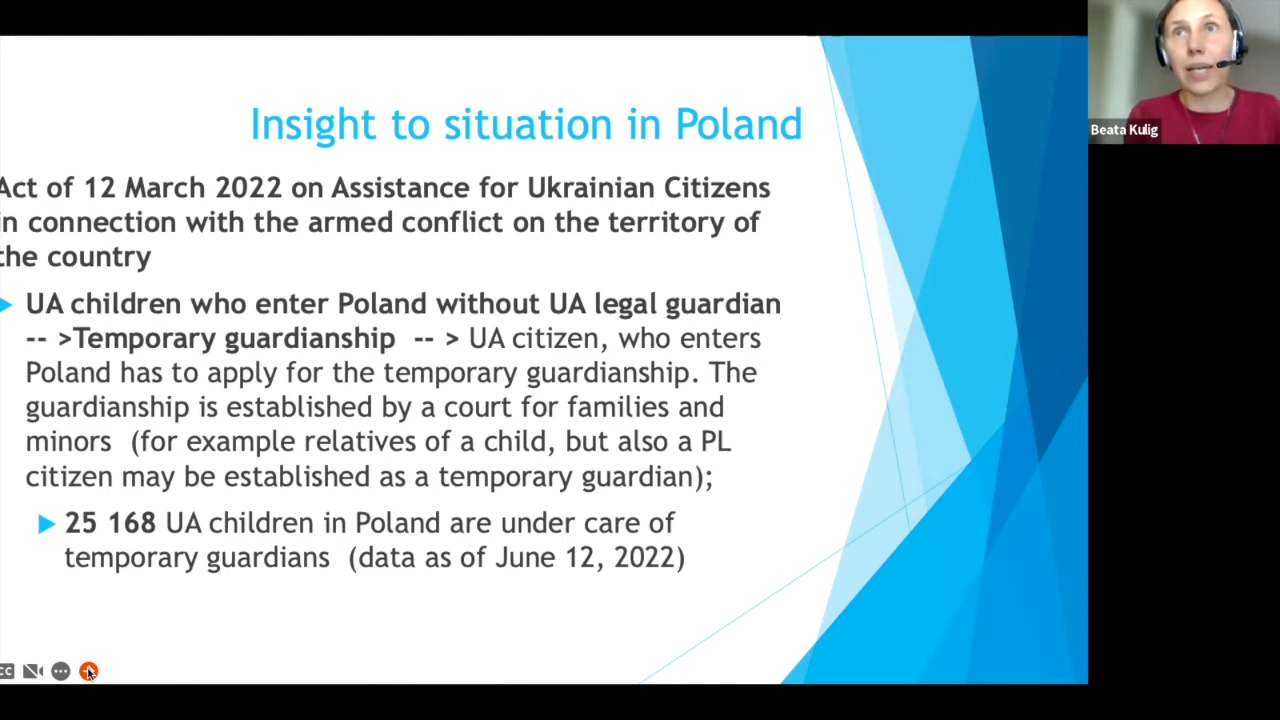 Insight to situation in Poland
Act of 12 March 2022 on Assistance for Ukrainian Citizens
in connection with the armed conflict on the territory of
the country
UA children who enter Poland without UA legal guardian
-- >Temporary guardianship -- > UA citizen, who enters
Poland has to apply for the temporary guardianship. The
guardianship is established by a court for families and
minors (for example relatives of a child, but also a PL
citizen may be established as a temporary guardian);
25 168 UA children in Poland are under care of
temporary guardians (data as of June 12, 2022)
CC
Beata Kulig